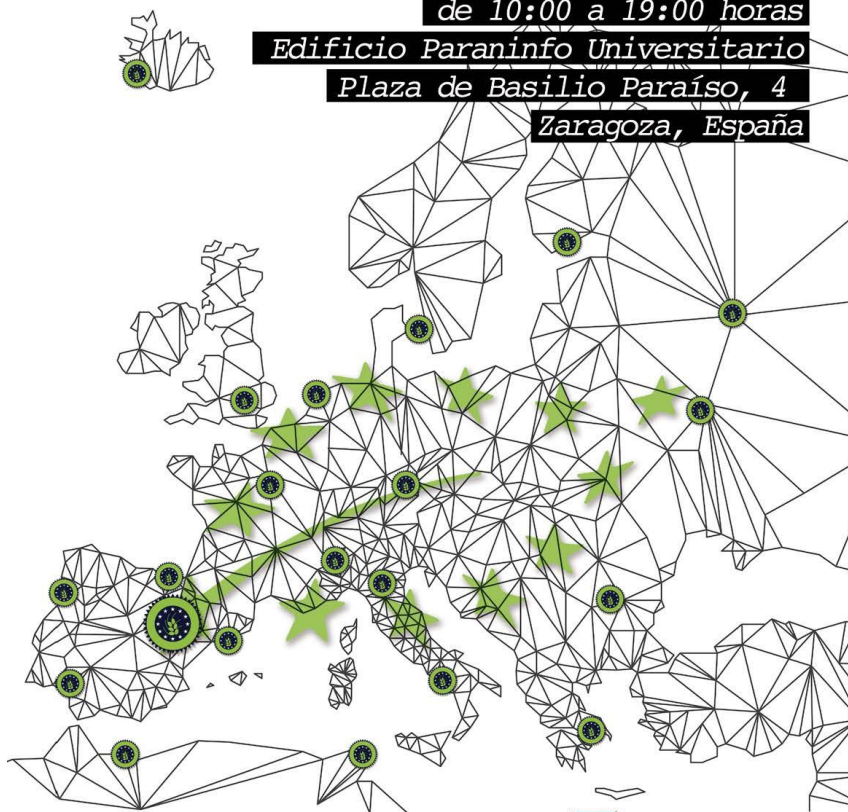 de 10:00 a 19:00 horas
Edificio Paraninfo Universitario
Plaza de Basilio Paraíso, 4
Zaragoza, España